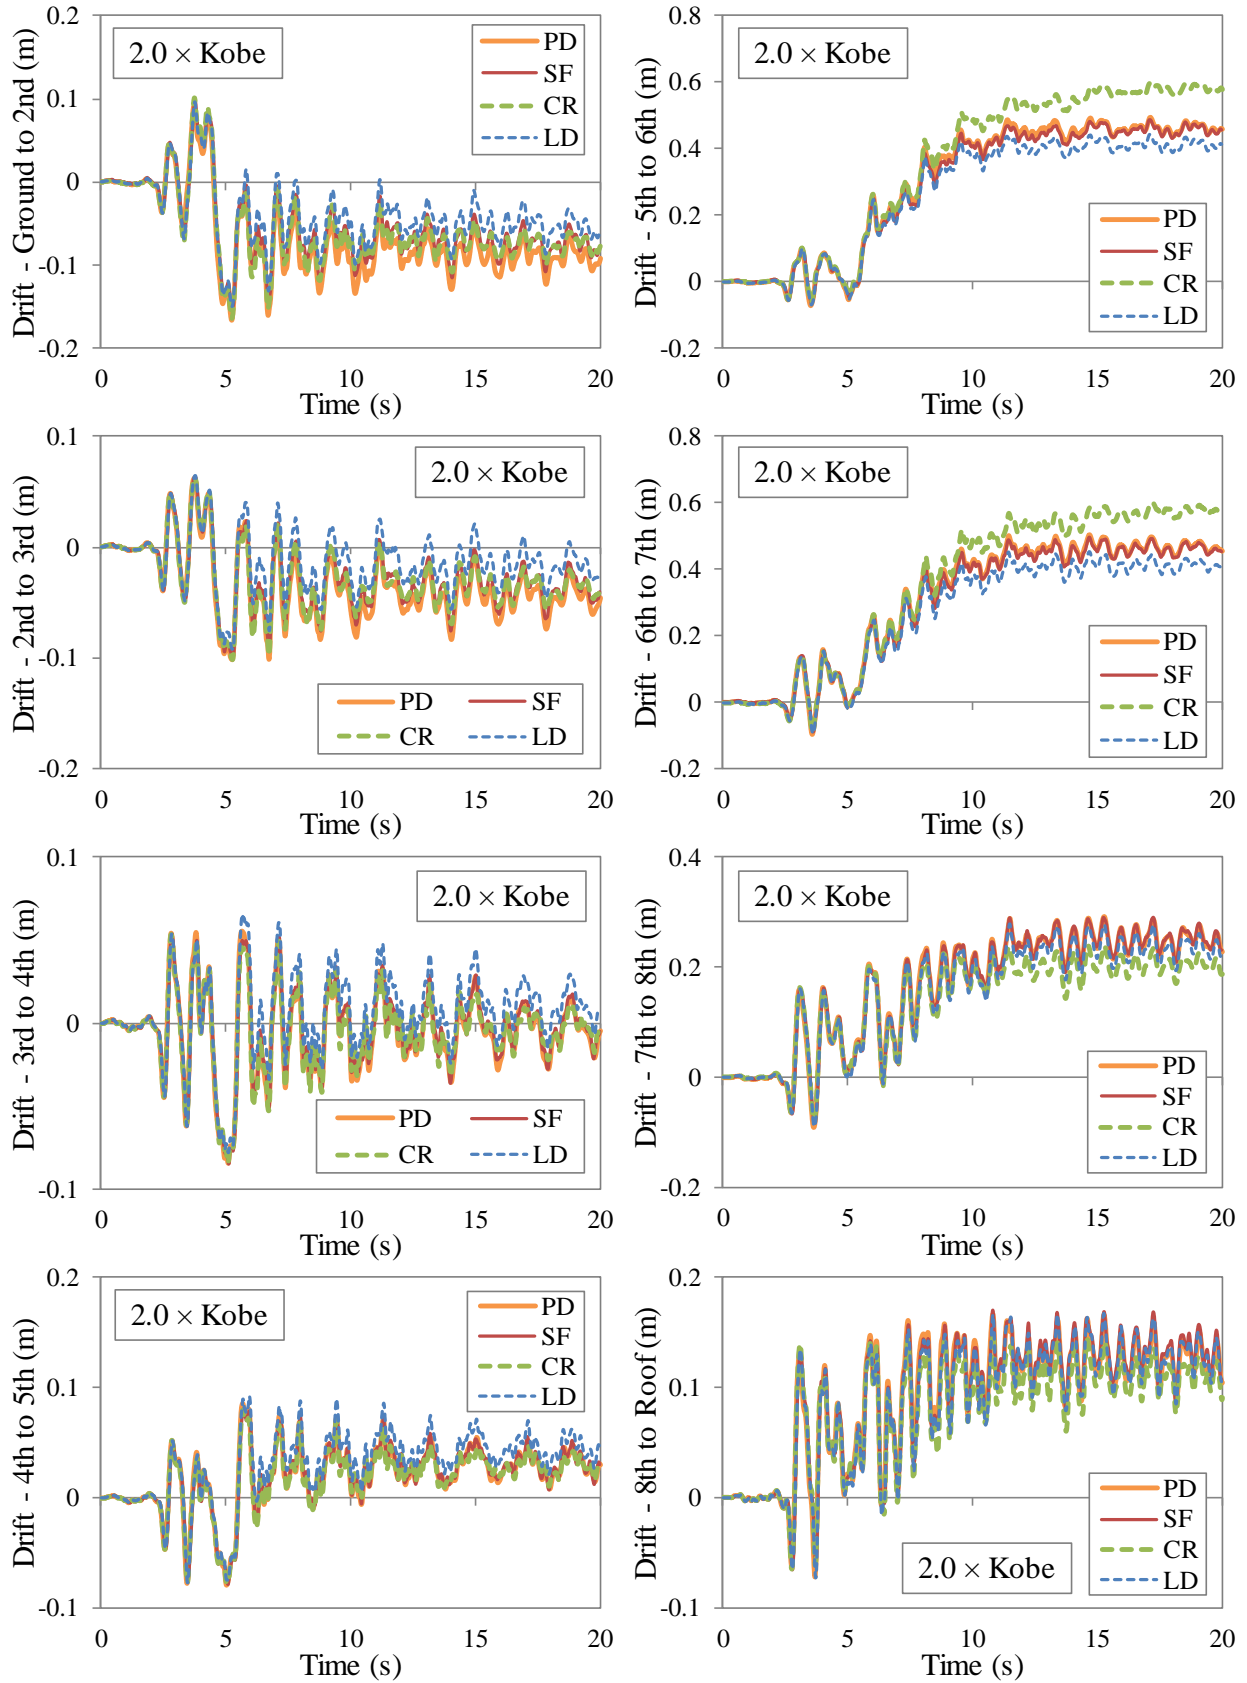 0.2
0.1
0
-0.1
-0.2
Drift - Ground to 2nd (m)
2.0 × Kobe
PD
SF
CR
LD
0 5 10 15 20
Time (s)
0.8
0.6
0.4
0.2
0
-0.2
Drift - 5th to 6th (m)
2.0 × Kobe
PD
SF
CR
LD
0 5 10 15 20
Time (s)
0.1
0
-0.1
-0.2
Drift - 2nd to 3rd (m)
2.0 × Kobe
PD SF
CR LD
0 5 10 15 20
Time (s)
0.8
0.6
0.4
0.2
0
-0.2
Drift - 6th to 7th (m)
2.0 × Kobe
PD
SF
CR
LD
0 5 10 15 20
Time (s)
0.1
0
-0.1
Drift - 3rd to 4th (m)
2.0 × Kobe
PD SF
CR LD
0 5 10 15 20
Time (s)
0.4
0.2
0
-0.2
Drift - 7th to 8th (m)
2.0 × Kobe
PD
SF
CR
LD
0 5 10 15 20
Time (s)
0.2
0.1
0
-0.1
Drift - 4th to 5th (m)
2.0 × Kobe
PD
SF
CR
LD
0 5 10 15 20
Time (s)
0.2
0.1
0
-0.1
Drift - 8th to Roof (m)
2.0 × Kobe
PD
SF
CR
LD
0 5 10 15 20
Time (s)